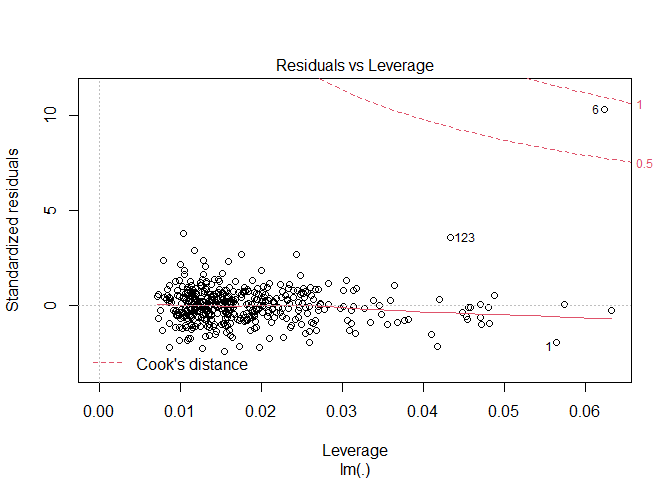 Residuals vs Leverage
Standardized residuals
10
5
0
6
1
0.5
123
1
Cook's distance
0.00 0.01 0.02 0.03 0.04 0.05 0.06
Leverage
lm(.)